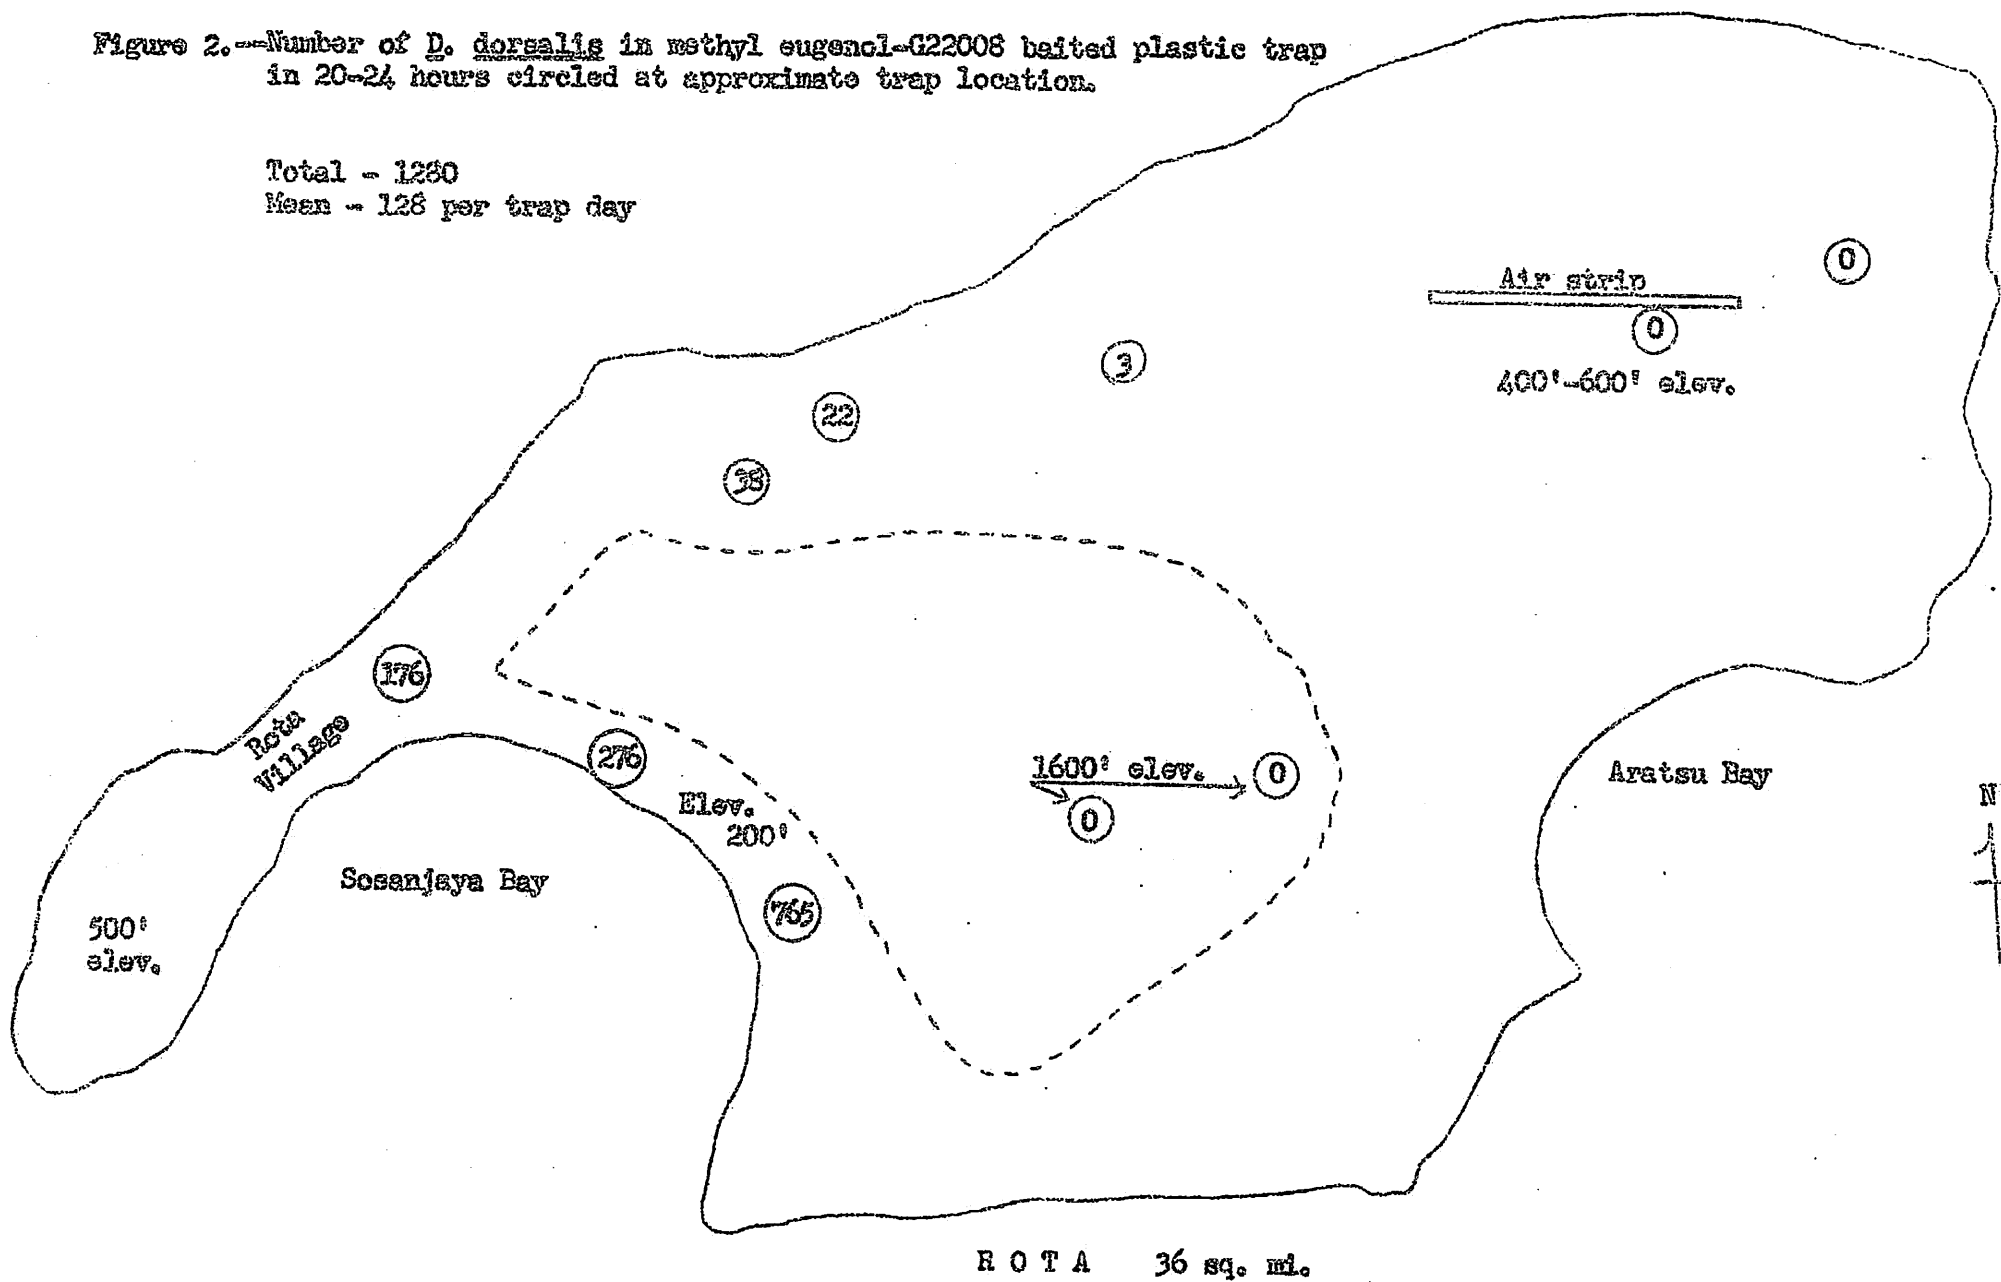 Figure 2.--Number of D. dorsalis in methyl eugenol-G22008 baited plastic trap
in 20-24 hours circled at approximate trap location.
Total - 1280
Mean - 128 per trap day
0
Air strip
0
3
400'-600' elev.
22
38
176
Rota
Village
276
1600' elev.
0
Aratsu Bay
N
Elev.
200'
0
Sosanjaya Bay
765
500'
elev.
R O T A 36 sq. mi.